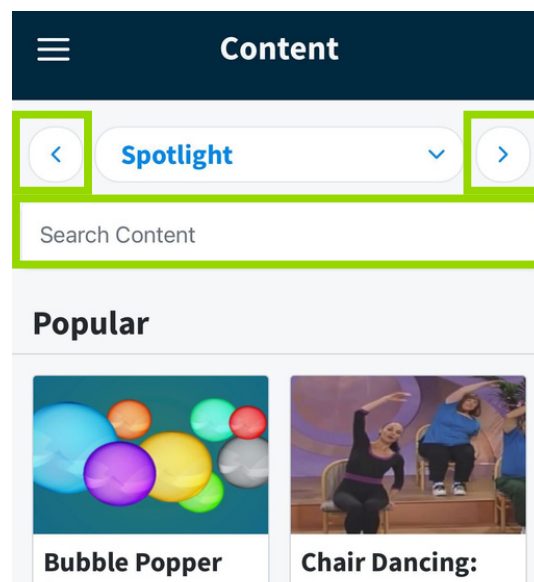 Content
Spotlight
Search Content
Popular
Bubble Popper
Chair Dancing: